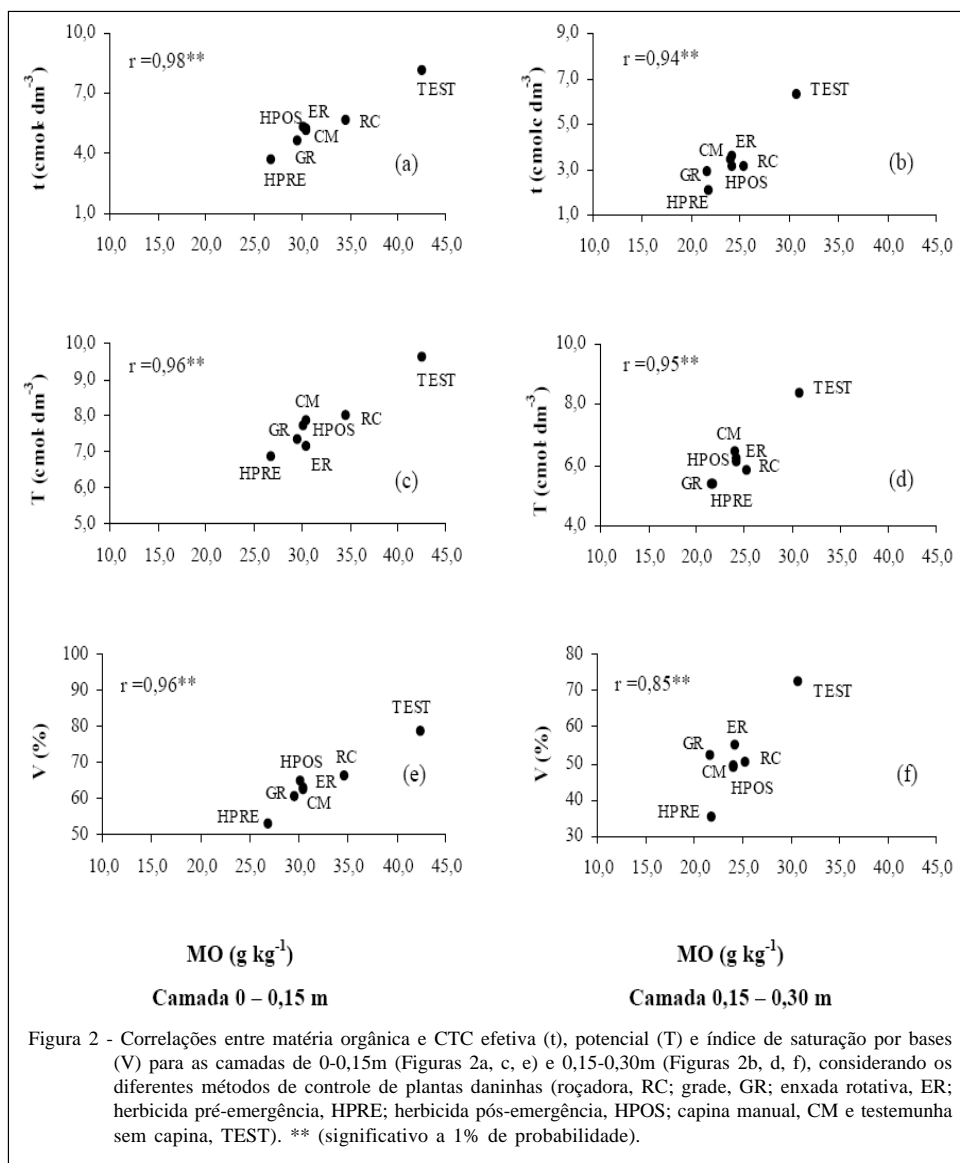 10,0
7,0
4,0
1,0
t (cmolc dm-3)
r =0,98**
TEST
HPOS
ER
RC
CM
GR
HPRE
(a)
10,0 15,0 20,0 25,0 30,0 35,0 40,0 45,0
9,0
7,0
5,0
3,0
1,0
t (cmolc dm-3)
r =0,94**
TEST
CM
ER
GR
RC
HPOS
HPRE
(b)
10,0 15,0 20,0 25,0 30,0 35,0 40,0 45,0
10,0
9,0
8,0
7,0
6,0
5,0
T (cmolc dm-3)
r =0,96**
TEST
CM
RC
GR
HPOS
HPRE
ER
(c)
10,0 15,0 20,0 25,0 30,0 35,0 40,0 45,0
10,0
8,0
6,0
4,0
T (cmolc dm-3)
r =0,95**
TEST
CM
ER
HPOS
RC
GR
HPRE
(d)
10,0 15,0 20,0 25,0 30,0 35,0 40,0 45,0
100
90
80
70
60
50
V (%)
r =0,96**
TEST
HPOS
RC
GR
ER
CM
HPRE
(e)
10,0 15,0 20,0 25,0 30,0 35,0 40,0 45,0
80
70
60
50
40
30
V (%)
r =0,85**
TEST
ER
GR
RC
CM
HPOS
HPRE
(f)
10,0 15,0 20,0 25,0 30,0 35,0 40,0 45,0
MO (g kg-1)
Camada 0 – 0,15 m
MO (g kg-1)
Camada 0,15 – 0,30 m
Figura 2 - Correlações entre matéria orgânica e CTC efetiva (t), potencial (T) e índice de saturação por bases
(V) para as camadas de 0-0,15m (Figuras 2a, c, e) e 0,15-0,30m (Figuras 2b, d, f), considerando os
diferentes métodos de controle de plantas daninhas (roçadora, RC; grade, GR; enxada rotativa, ER;
herbicida pré-emergência, HPRE; herbicida pós-emergência, HPOS; capina manual, CM e testemunha
sem capina, TEST). ** (significativo a 1% de probabilidade).